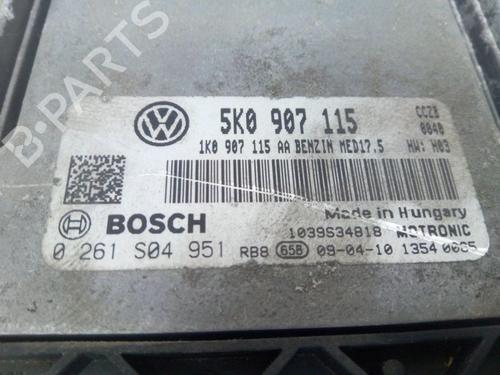 B-PARTS
5K0 907 115
CCZB
0040
1K0 907 115 AA BENZIN MED17.5
HW: H03
BOSCH
Made in Hungary
1039S34818 MOTRONIC
0 261 S04 951 RB8 658 09-04-10 1354